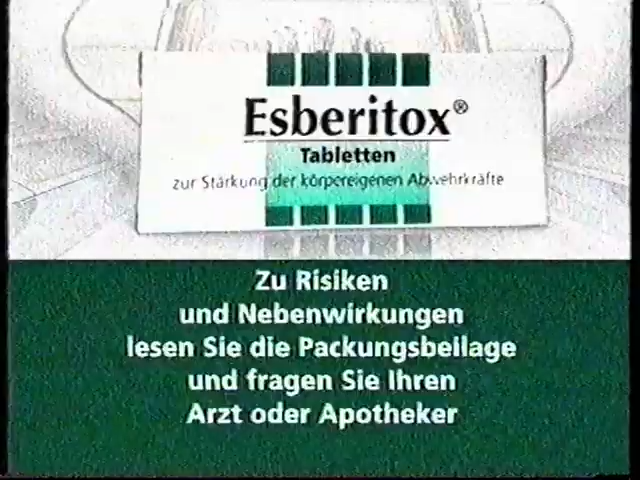 Esberitox®
Tabletten
zur Stärkung der körpereigenen Abwehrkräfte
Zu Risiken
und Nebenwirkungen
lesen Sie die Packungsbeilage
und fragen Sie Ihren
Arzt oder Apotheker